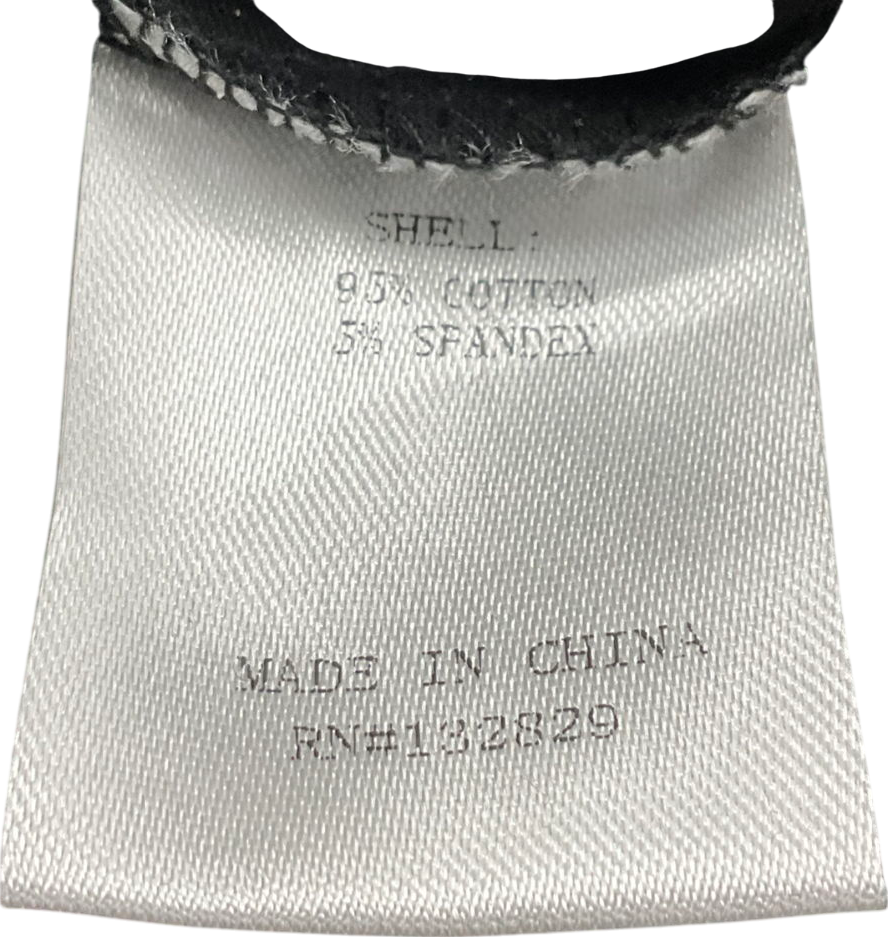 SHELL:
95% COTTON
5% SPANDEX
MADE IN CHINA
RN#132829